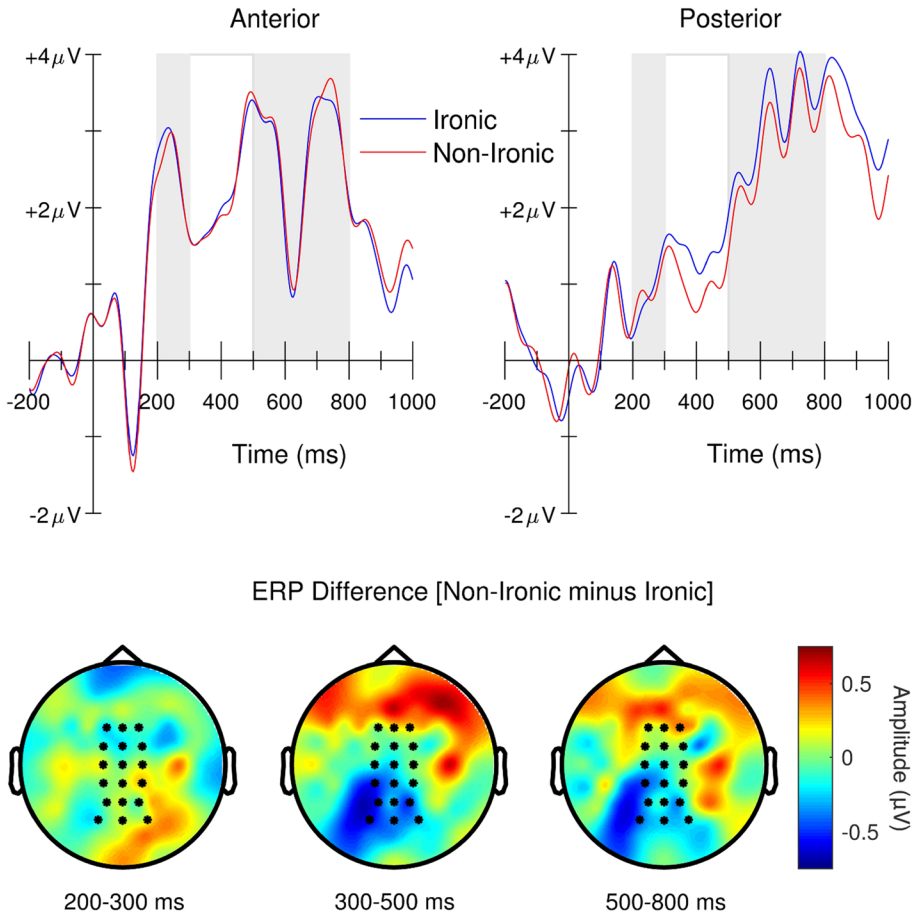 Anterior
Posterior
+4μV
+2μV
-2μV
-200
200
400
600
800
1000
Time (ms)
Ironic
Non-Ironic
+4μV
+2μV
-2μV
-200
200
400
600
800
1000
Time (ms)
ERP Difference [Non-Ironic minus Ironic]
0.5
0
-0.5
Amplitude (μV)
200-300 ms
300-500 ms
500-800 ms